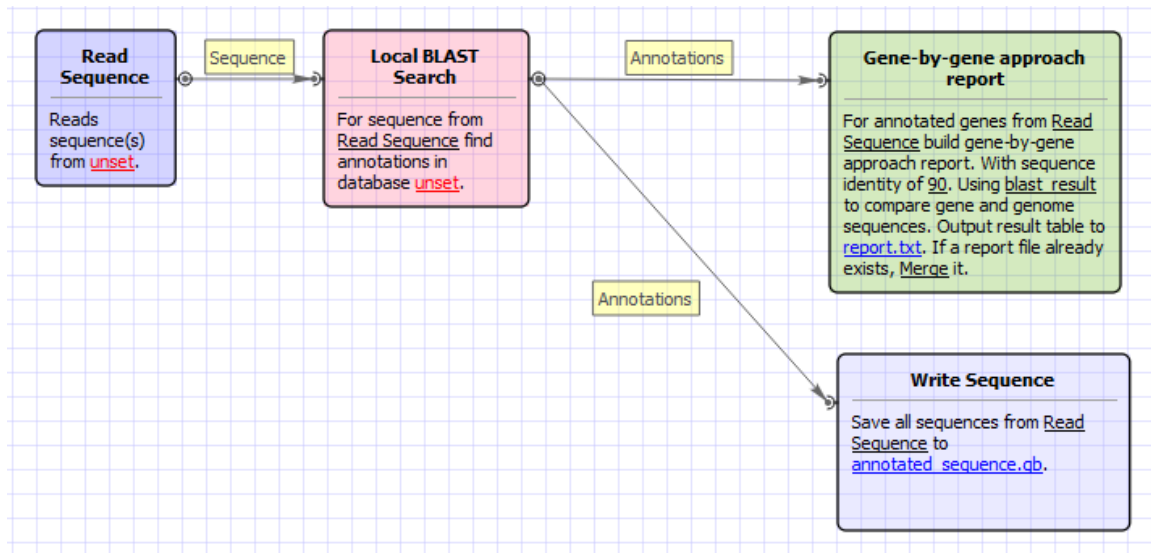 Read
Sequence
Reads
sequence(s)
from unset.
Sequence
Local BLAST
Search
For sequence from
Read Sequence find
annotations in
database unset.
Annotations
Gene-by-gene approach
report
For annotated genes from Read
Sequence build gene-by-gene
approach report. With sequence
identity of 90. Using blast_result
to compare gene and genome
sequences. Output result table to
report.txt. If a report file already
exists, Merge it.
Annotations
Write Sequence
Save all sequences from Read
Sequence to
annotated_sequence.gb.